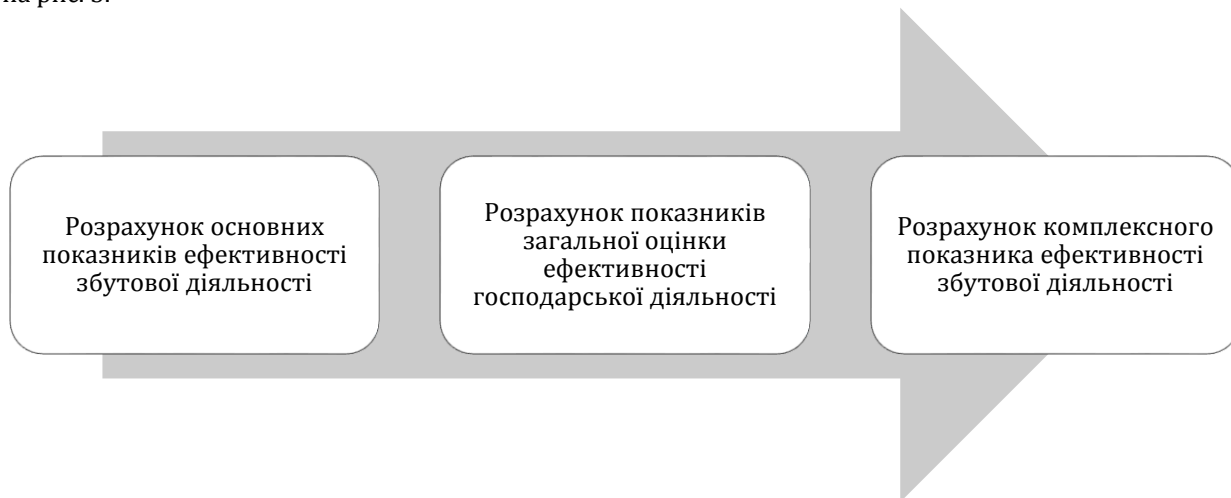 на рис. 3.
Розрахунок основних
показників ефективності
збутової діяльності
Розрахунок показників
загальної оцінки
ефективності
господарської діяльності
Розрахунок комплексного
показника ефективності
збутової діяльності